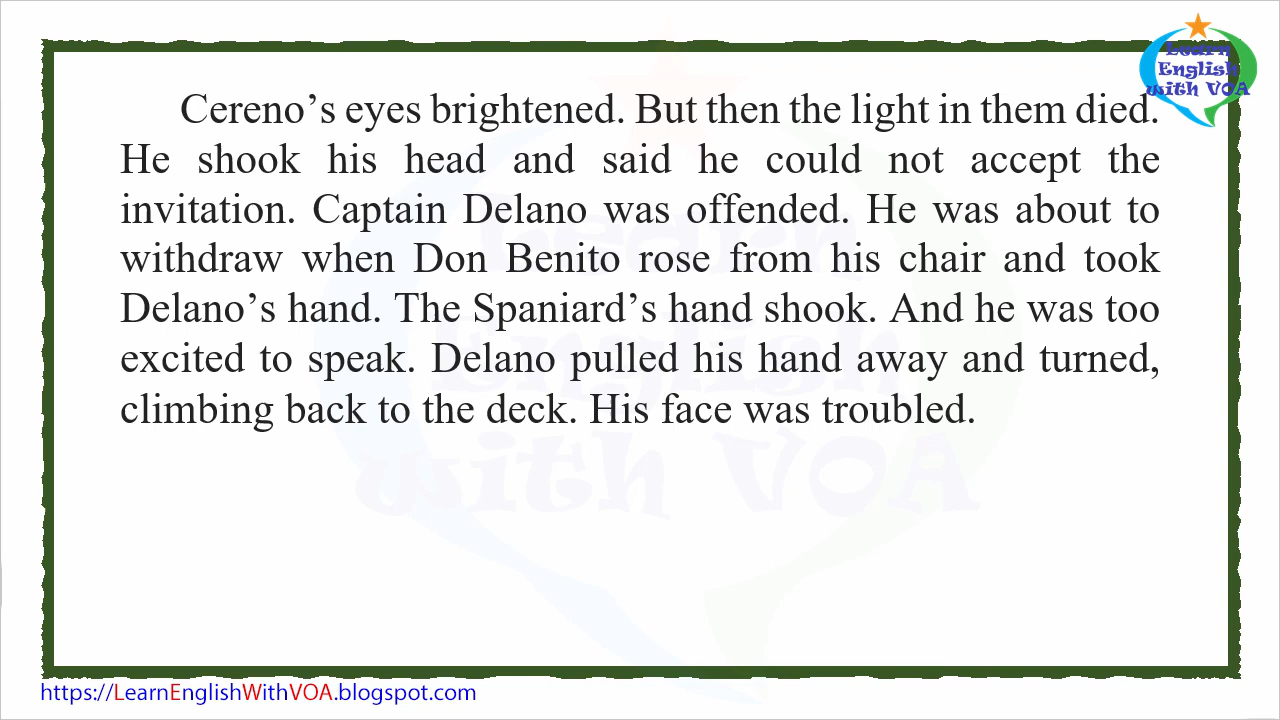 Learn
English
with VOA
Cereno’s eyes brightened. But then the light in them died.
He shook his head and said he could not accept the
invitation. Captain Delano was offended. He was about to
withdraw when Don Benito rose from his chair and took
Delano’s hand. The Spaniard’s hand shook. And he was too
excited to speak. Delano pulled his hand away and turned,
climbing back to the deck. His face was troubled.
Learn
English
with VOA
https://LearnEnglishWithVOA.blogspot.com